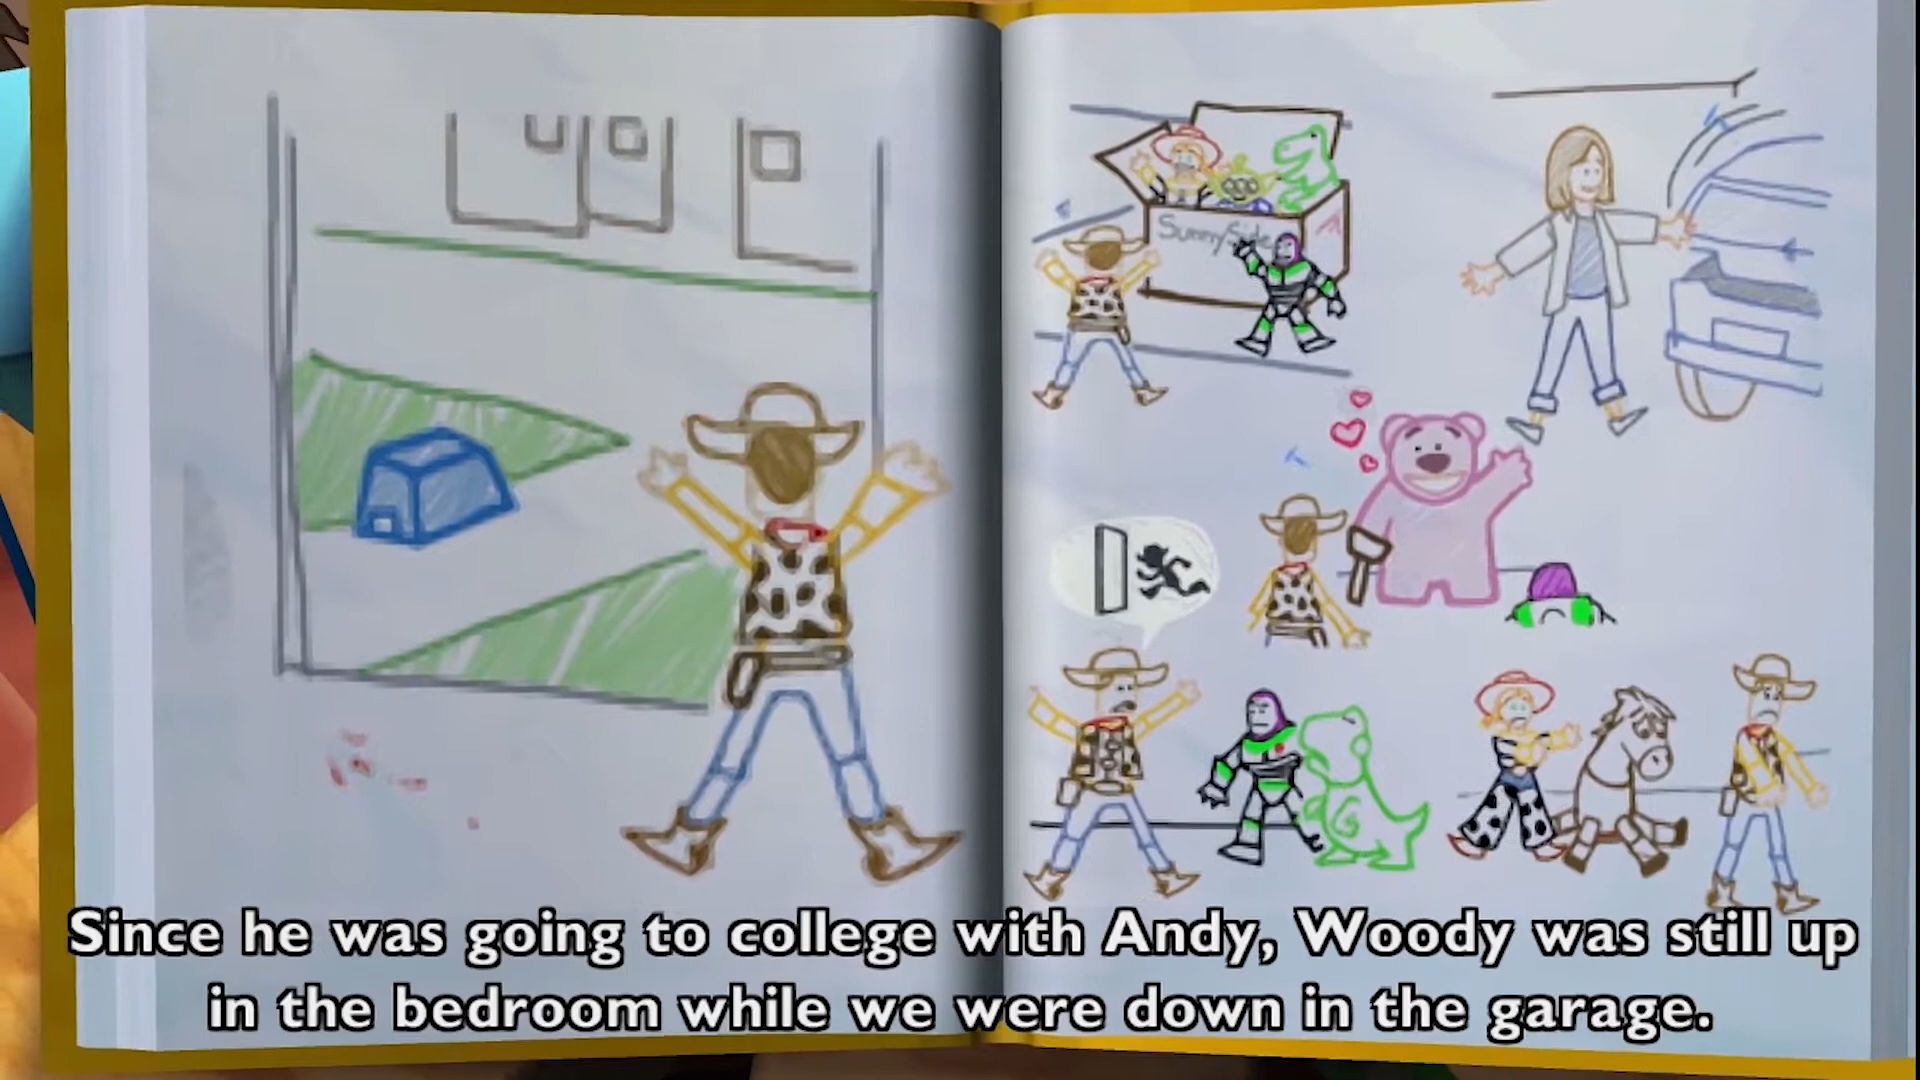 SunnySide
Since he was going to college with Andy, Woody was still up
in the bedroom while we were down in the garage.